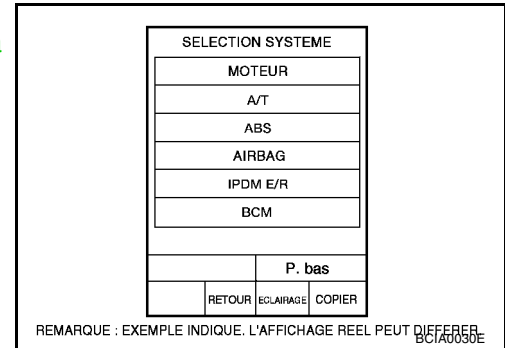 SELECTION SYSTEME
MOTEUR
A/T
ABS
AIRBAG
IPDM E/R
BCM
P. bas
RETOUR ECLAIRAGE COPIER
REMARQUE : EXEMPLE INDIQUE. L'AFFICHAGE REEL PEUT DIFFERER.
BCIA0030E